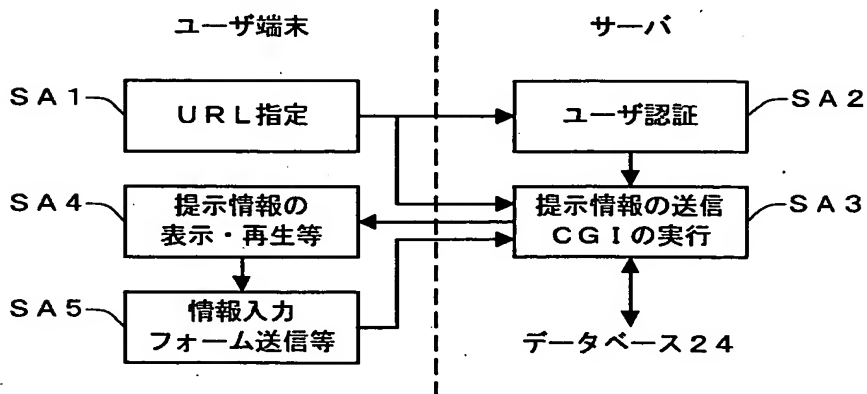 ユーザ端末
サーバ
SA1
URL指定
ユーザ認証
SA2
SA4
提示情報の
表示・再生等
提示情報の送信
CGIの実行
SA3
SA5
情報入力
フォーム送信等
データベース24